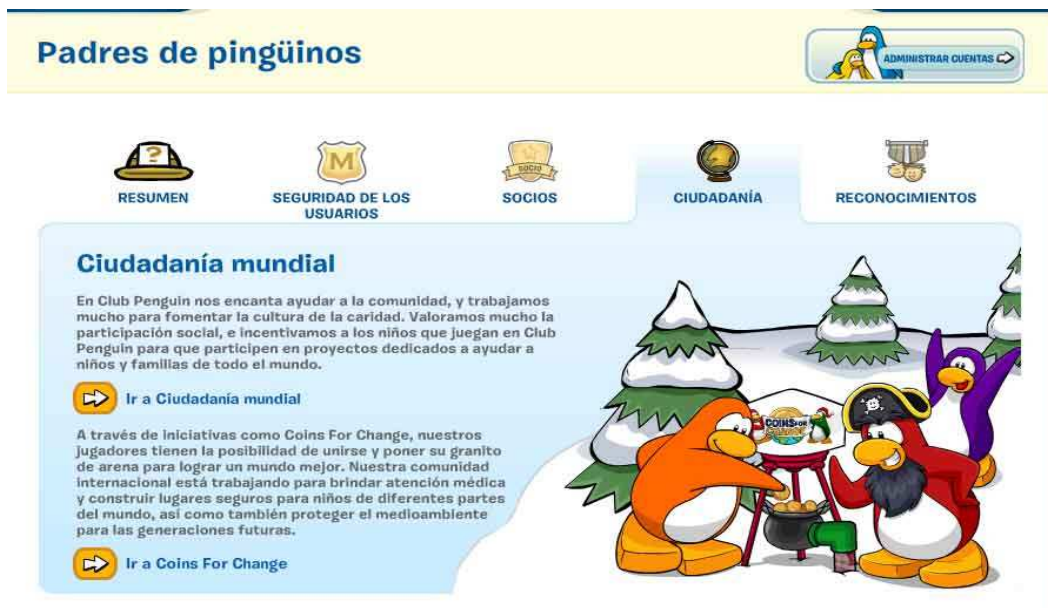 Padres de pingüinos
ADMINISTRAR CUENTAS
?
M
SOCIO
RESUMEN
SEGURIDAD DE LOS
USUARIOS
SOCIOS
CIUDADANÍA
RECONOCIMIENTOS
Ciudadanía mundial
En Club Penguin nos encanta ayudar a la comunidad, y trabajamos
mucho para fomentar la cultura de la caridad. Valoramos mucho la
participación social, e incentivamos a los niños que juegan en Club
Penguin para que participen en proyectos dedicados a ayudar a
niños y familias de todo el mundo.
Ir a Ciudadanía mundial
A través de iniciativas como Coins For Change, nuestros
jugadores tienen la posibilidad de unirse y poner su granito
de arena para lograr un mundo mejor. Nuestra comunidad
internacional está trabajando para brindar atención médica
y construir lugares seguros para niños de diferentes partes
del mundo, así como también proteger el medioambiente
para las generaciones futuras.
Ir a Coins For Change
COINS FOR
CHANGE